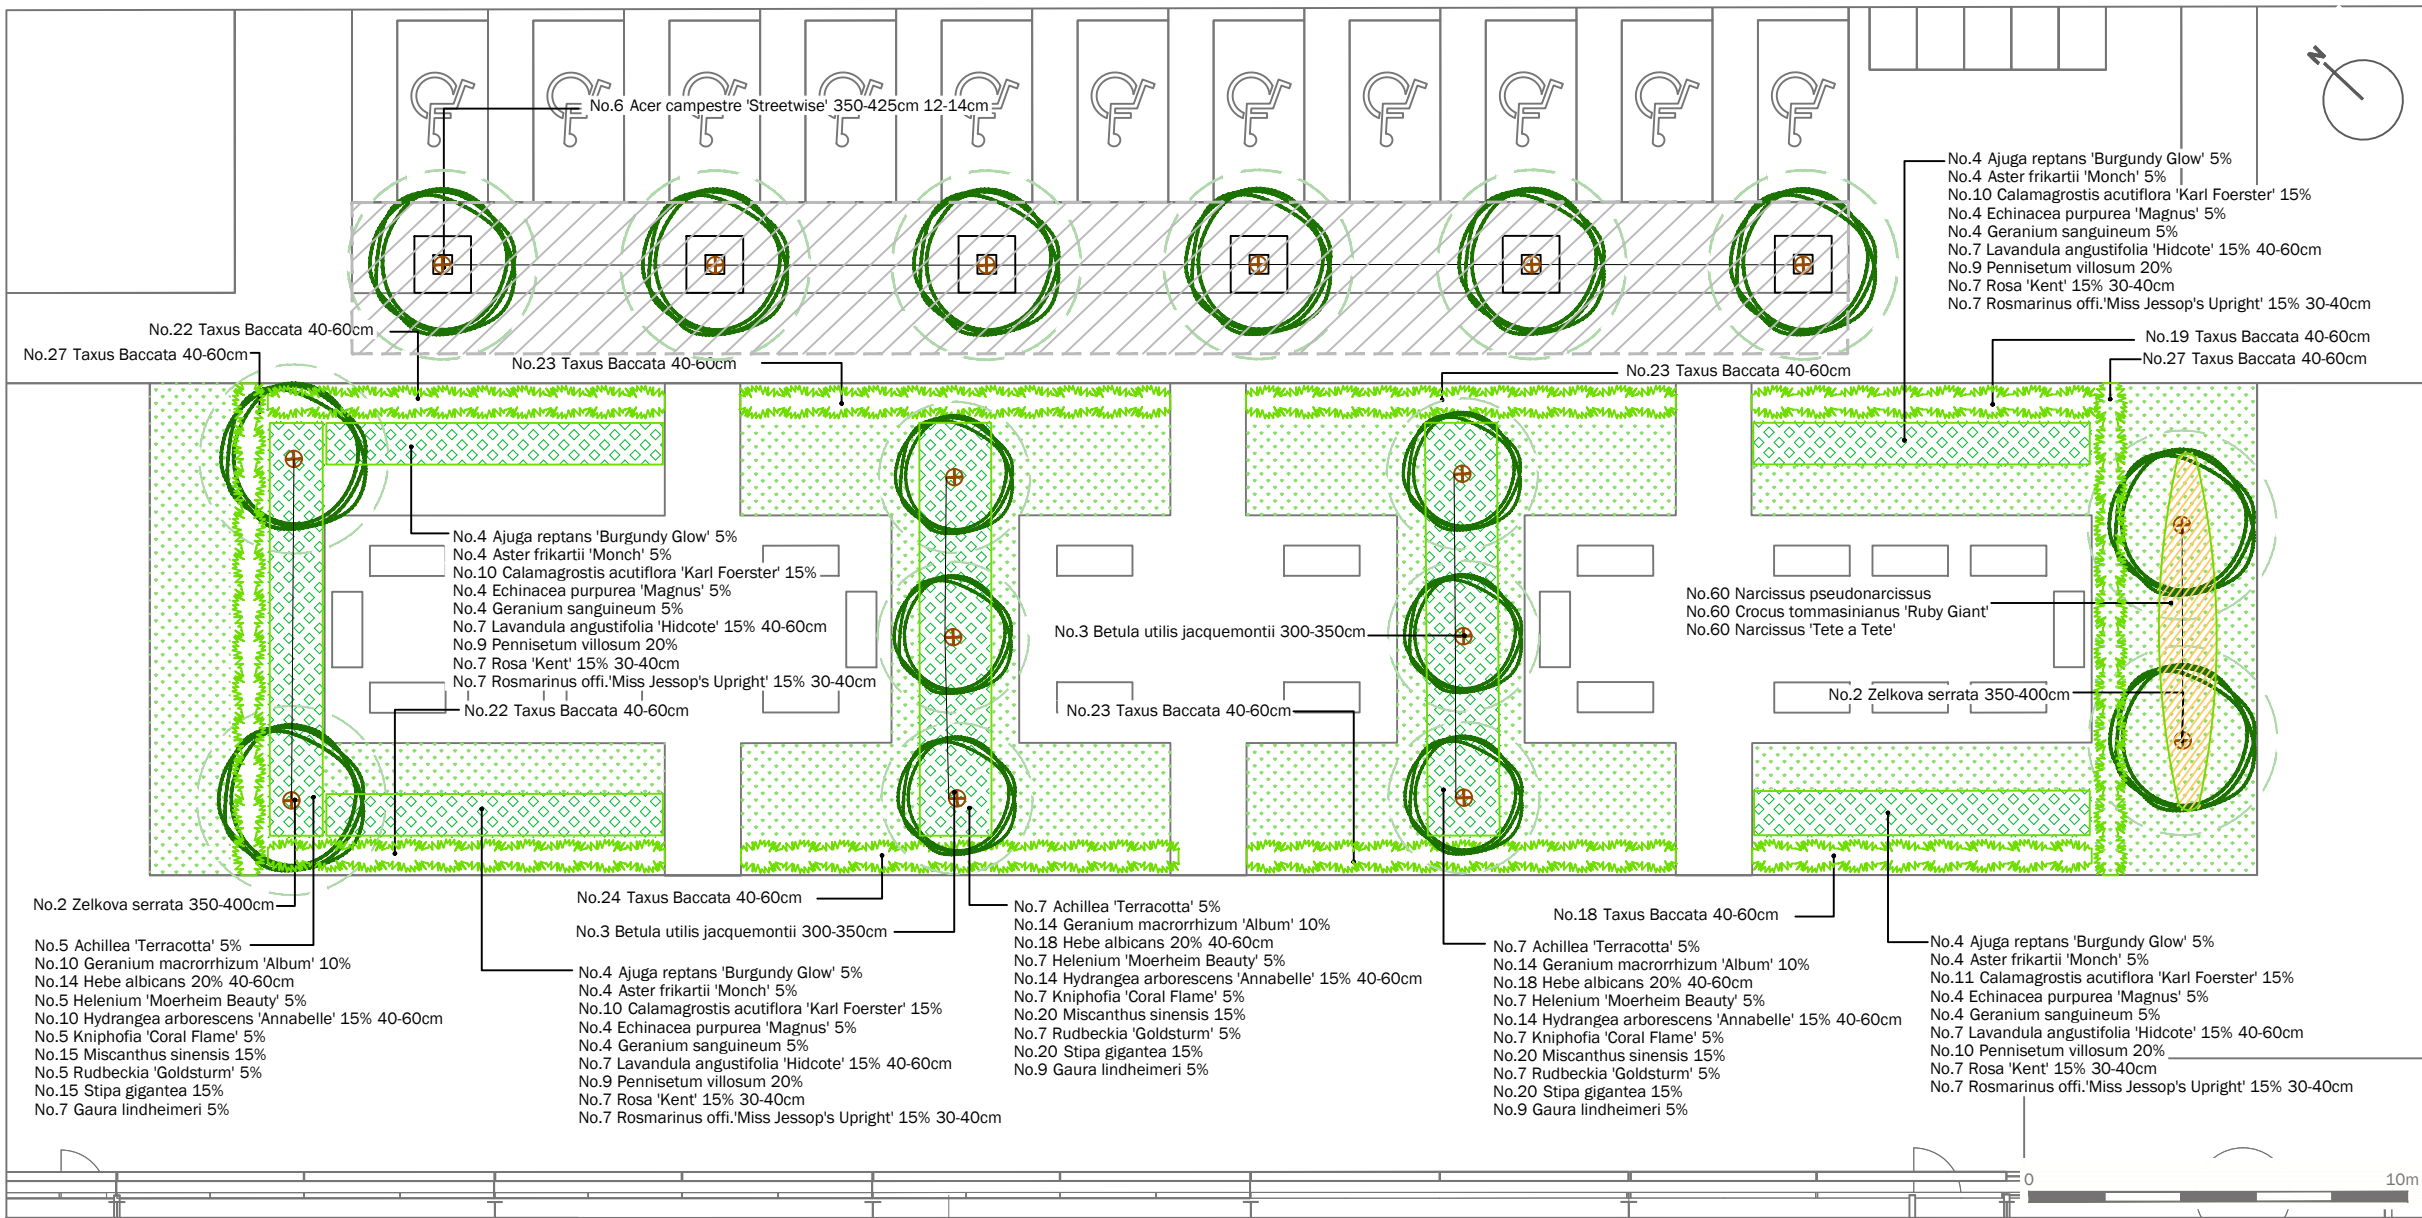 N
No.6 Acer campestre 'Streetwise' 350-425cm 12-14cm
No.4 Ajuga reptans 'Burgundy Glow' 5%
No.4 Aster frikartii 'Monch' 5%
No.10 Calamagrostis acutiflora 'Karl Foerster' 15%
No.4 Echinacea purpurea 'Magnus' 5%
No.4 Geranium sanguineum 5%
No.7 Lavandula angustifolia 'Hidcote' 15% 40-60cm
No.9 Pennisetum villosum 20%
No.7 Rosa 'Kent' 15% 30-40cm
No.7 Rosmarinus offi.'Miss Jessop's Upright' 15% 30-40cm
No.22 Taxus Baccata 40-60cm
No.27 Taxus Baccata 40-60cm
No.23 Taxus Baccata 40-60cm
No.23 Taxus Baccata 40-60cm
No.19 Taxus Baccata 40-60cm
No.27 Taxus Baccata 40-60cm
No.4 Ajuga reptans 'Burgundy Glow' 5%
No.4 Aster frikartii 'Monch' 5%
No.10 Calamagrostis acutiflora 'Karl Foerster' 15%
No.4 Echinacea purpurea 'Magnus' 5%
No.4 Geranium sanguineum 5%
No.7 Lavandula angustifolia 'Hidcote' 15% 40-60cm
No.9 Pennisetum villosum 20%
No.7 Rosa 'Kent' 15% 30-40cm
No.7 Rosmarinus offi.'Miss Jessop's Upright' 15% 30-40cm
No.22 Taxus Baccata 40-60cm
No.3 Betula utilis jacquemontii 300-350cm
No.23 Taxus Baccata 40-60cm
No.60 Narcissus pseudonarcissus
No.60 Crocus tommasinianus 'Ruby Giant'
No.60 Narcissus 'Tete a Tete'
No.2 Zelkova serrata 350-400cm
No.2 Zelkova serrata 350-400cm
No.5 Achillea 'Terracotta' 5%
No.10 Geranium macrorrhizum 'Album' 10%
No.14 Hebe albicans 20% 40-60cm
No.5 Helenium 'Moerheim Beauty' 5%
No.10 Hydrangea arborescens 'Annabelle' 15% 40-60cm
No.5 Kniphofia 'Coral Flame' 5%
No.15 Miscanthus sinensis 15%
No.5 Rudbeckia 'Goldsturm' 5%
No.15 Stipa gigantea 15%
No.7 Gaura lindheimeri 5%
No.24 Taxus Baccata 40-60cm
No.3 Betula utilis jacquemontii 300-350cm
No.4 Ajuga reptans 'Burgundy Glow' 5%
No.4 Aster frikartii 'Monch' 5%
No.10 Calamagrostis acutiflora 'Karl Foerster' 15%
No.4 Echinacea purpurea 'Magnus' 5%
No.4 Geranium sanguineum 5%
No.7 Lavandula angustifolia 'Hidcote' 15% 40-60cm
No.9 Pennisetum villosum 20%
No.7 Rosa 'Kent' 15% 30-40cm
No.7 Rosmarinus offi.'Miss Jessop's Upright' 15% 30-40cm
No.7 Achillea 'Terracotta' 5%
No.14 Geranium macrorrhizum 'Album' 10%
No.18 Hebe albicans 20% 40-60cm
No.7 Helenium 'Moerheim Beauty' 5%
No.14 Hydrangea arborescens 'Annabelle' 15% 40-60cm
No.7 Kniphofia 'Coral Flame' 5%
No.20 Miscanthus sinensis 15%
No.7 Rudbeckia 'Goldsturm' 5%
No.20 Stipa gigantea 15%
No.9 Gaura lindheimeri 5%
No.18 Taxus Baccata 40-60cm
No.7 Achillea 'Terracotta' 5%
No.14 Geranium macrorrhizum 'Album' 10%
No.18 Hebe albicans 20% 40-60cm
No.7 Helenium 'Moerheim Beauty' 5%
No.14 Hydrangea arborescens 'Annabelle' 15% 40-60cm
No.7 Kniphofia 'Coral Flame' 5%
No.20 Miscanthus sinensis 15%
No.7 Rudbeckia 'Goldsturm' 5%
No.20 Stipa gigantea 15%
No.9 Gaura lindheimeri 5%
No.4 Ajuga reptans 'Burgundy Glow' 5%
No.4 Aster frikartii 'Monch' 5%
No.11 Calamagrostis acutiflora 'Karl Foerster' 15%
No.4 Echinacea purpurea 'Magnus' 5%
No.4 Geranium sanguineum 5%
No.7 Lavandula angustifolia 'Hidcote' 15% 40-60cm
No.10 Pennisetum villosum 20%
No.7 Rosa 'Kent' 15% 30-40cm
No.7 Rosmarinus offi.'Miss Jessop's Upright' 15% 30-40cm
0 10m